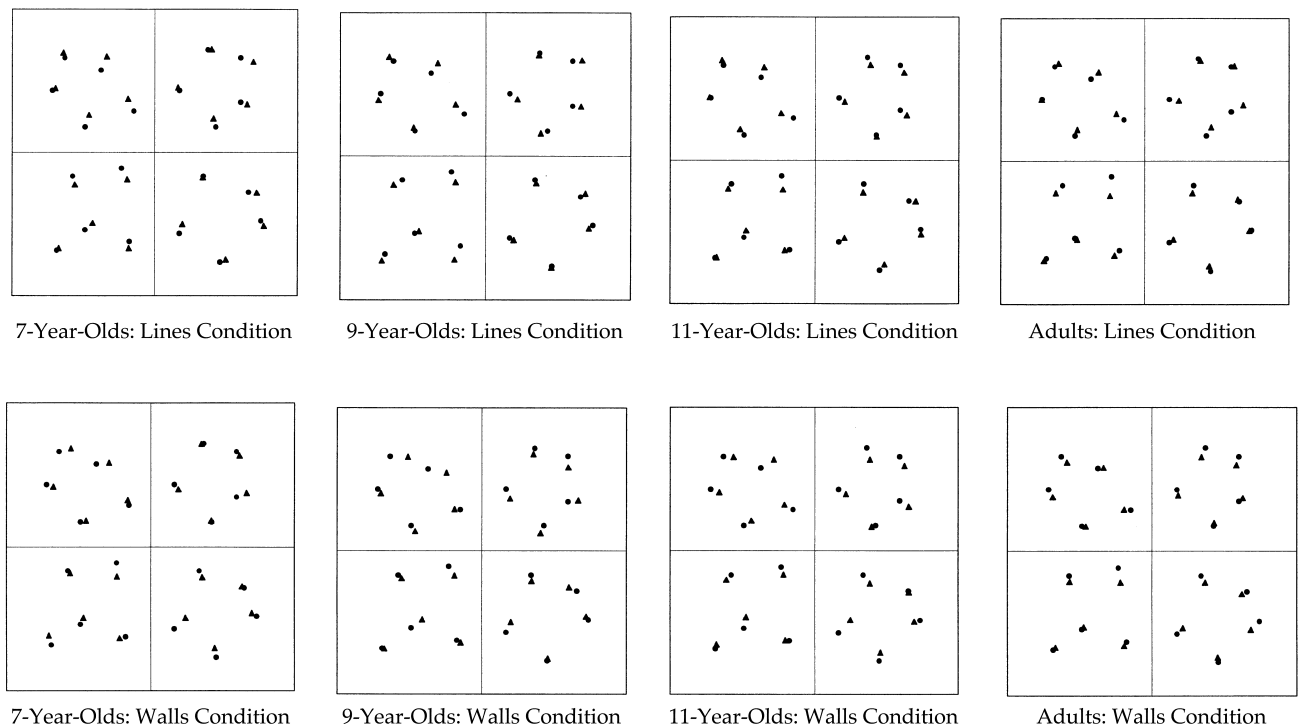 7-Year-Olds: Lines Condition
9-Year-Olds: Lines Condition
11-Year-Olds: Lines Condition
Adults: Lines Condition
7-Year-Olds: Walls Condition
9-Year-Olds: Walls Condition
11-Year-Olds: Walls Condition
Adults: Walls Condition